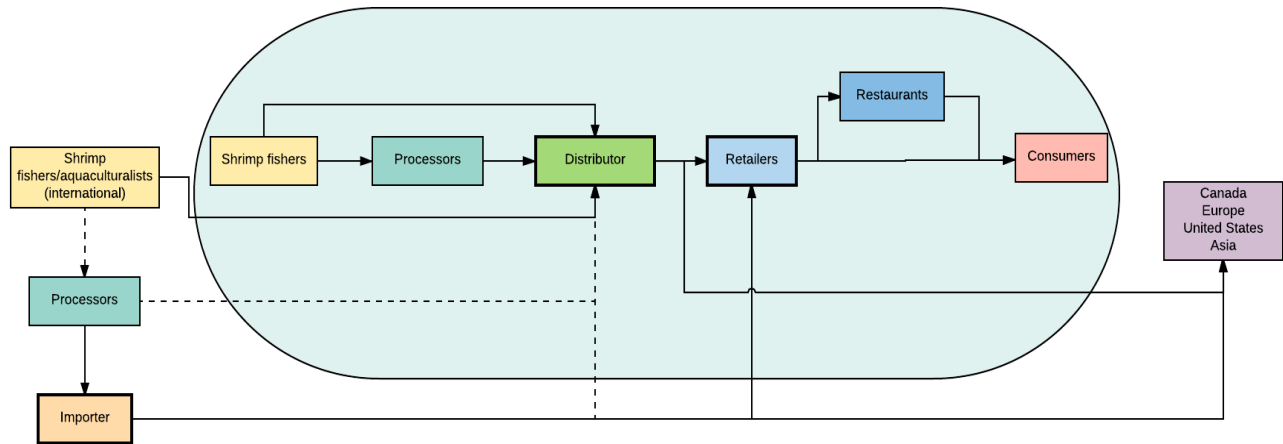 Restaurants
Shrimp fishers
Processors
Distributor
Retailers
Consumers
Shrimp
fishers/aquaculturalists
(international)
Canada
Europe
United States
Asia
Processors
Importer